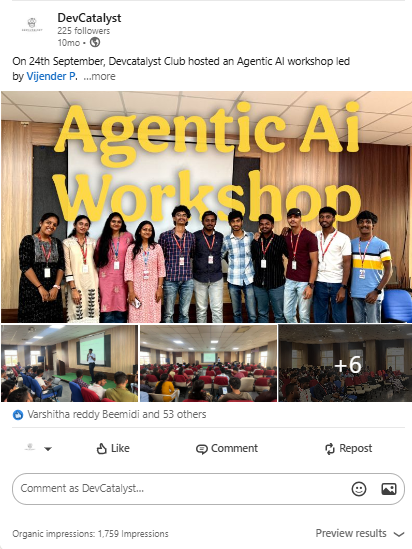 DevCatalyst
225 followers
10mo •
On 24th September, Devcatalyst Club hosted an Agentic AI workshop led
by Vijender P. ...more
Agentic Ai
Workshop
+6
Varshitha reddy Beemidi and 53 others
Like
Comment
Repost
Comment as DevCatalyst...
Organic impressions: 1,759 Impressions
Preview results